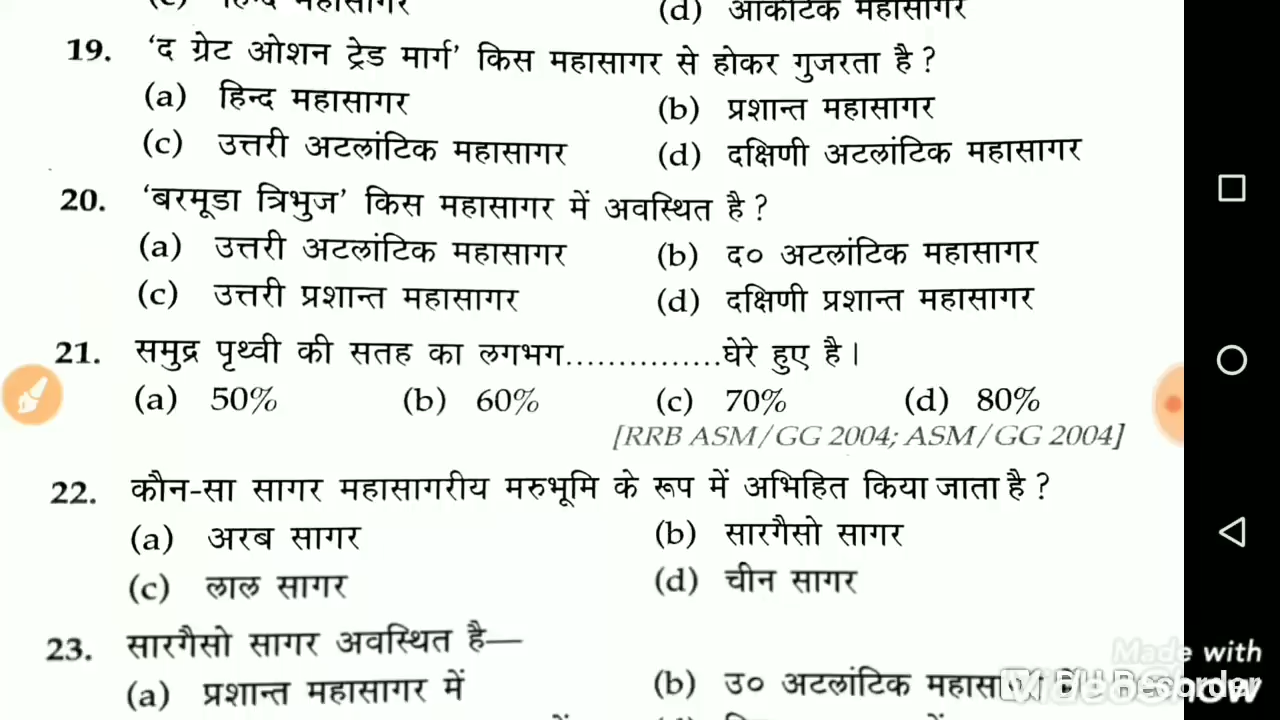 (c) हिन्द महासागर (d) आर्कटिक महासागर
19. ‘द ग्रेट ओशन ट्रेड मार्ग’ किस महासागर से होकर गुजरता है ?
(a) हिन्द महासागर (b) प्रशान्त महासागर
(c) उत्तरी अटलांटिक महासागर (d) दक्षिणी अटलांटिक महासागर
20. ‘बरमूडा त्रिभुज’ किस महासागर में अवस्थित है ?
(a) उत्तरी अटलांटिक महासागर (b) द० अटलांटिक महासागर
(c) उत्तरी प्रशान्त महासागर (d) दक्षिणी प्रशान्त महासागर
21. समुद्र पृथ्वी की सतह का लगभग..............घेरे हुए है।
(a) 50% (b) 60% (c) 70% (d) 80%
[RRB ASM/GG 2004; ASM/GG 2004]
22. कौन-सा सागर महासागरीय मरुभूमि के रूप में अभिहित किया जाता है ?
(a) अरब सागर (b) सारगैसो सागर
(c) लाल सागर (d) चीन सागर
23. सारगैसो सागर अवस्थित है—
(a) प्रशान्त महासागर में (b) उ० अटलांटिक महासागर में
Made with
Recorder